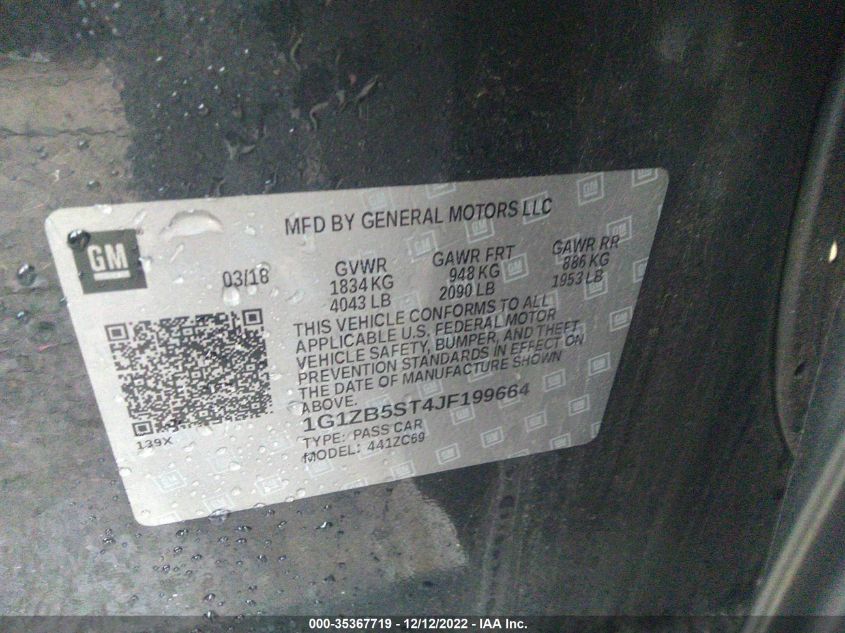 MFD BY GENERAL MOTORS LLC
GM
03/18
GVWR
1834 KG
4043 LB
GAWR FRT
948 KG
2090 LB
GAWR RR
886 KG
1953 LB
THIS VEHICLE CONFORMS TO ALL
APPLICABLE U.S. FEDERAL MOTOR
VEHICLE SAFETY, BUMPER, AND THEFT
PREVENTION STANDARDS IN EFFECT ON
THE DATE OF MANUFACTURE SHOWN
ABOVE.
1G1ZB5ST4JF199664
TYPE: PASS CAR
MODEL: 441ZC69
139X
000-35367719 - 12/12/2022 - IAA Inc.